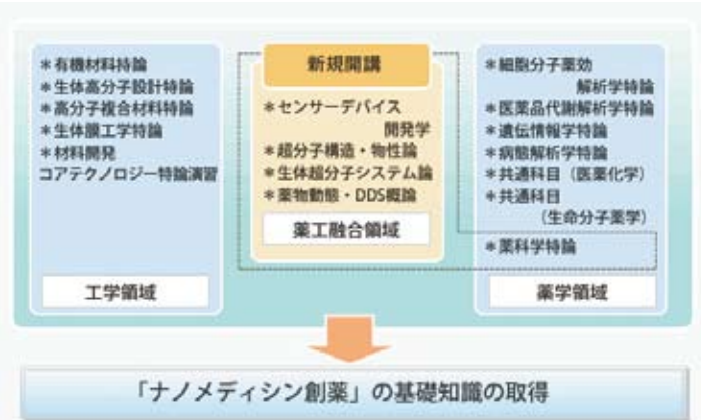 ＊有機材料特論
＊生体高分子設計特論
＊高分子複合材料特論
＊生体膜工学特論
＊材料開発
コアテクノロジー特論演習
工学領域
新規開講
＊センサーデバイス
開発学
＊超分子構造・物性論
＊生体超分子システム論
＊薬物動態・DDS概論
薬工融合領域
＊細胞分子薬効
解析学特論
＊医薬品代謝解析学特論
＊遺伝情報学特論
＊病態解析学特論
＊共通科目（医薬化学）
＊共通科目
（生命分子薬学）
＊薬科学特論
薬学領域
「ナノメディシン創薬」の基礎知識の取得